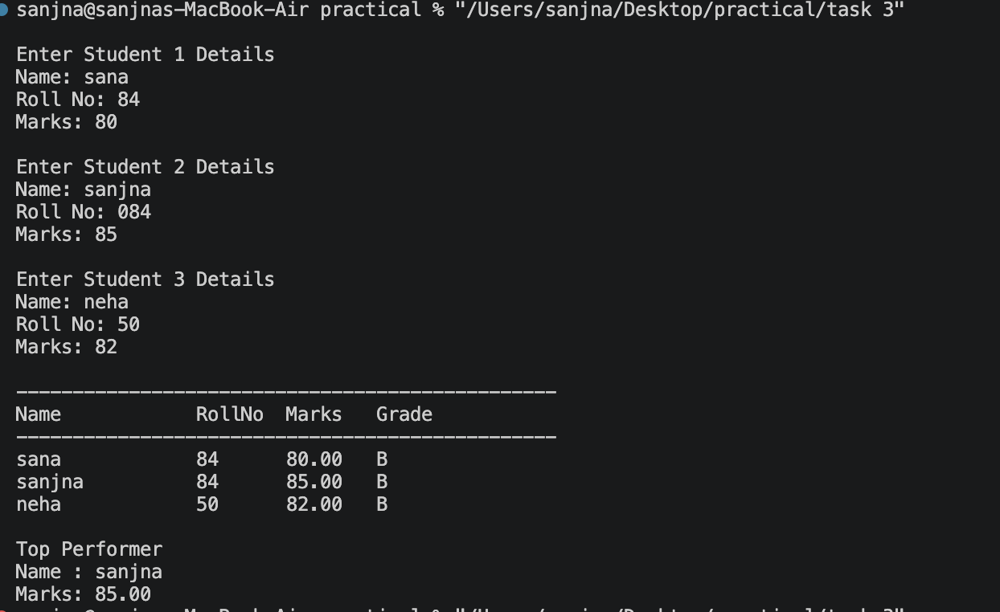 sanjna@sanjnas-MacBook-Air practical % "/Users/sanjna/Desktop/practical/task 3"
Enter Student 1 Details
Name: sana
Roll No: 84
Marks: 80
Enter Student 2 Details
Name: sanjna
Roll No: 084
Marks: 85
Enter Student 3 Details
Name: neha
Roll No: 50
Marks: 82
------------------------------------------------
Name RollNo Marks Grade
------------------------------------------------
sana 84 80.00 B
sanjna 84 85.00 B
neha 50 82.00 B
Top Performer
Name : sanjna
Marks: 85.00